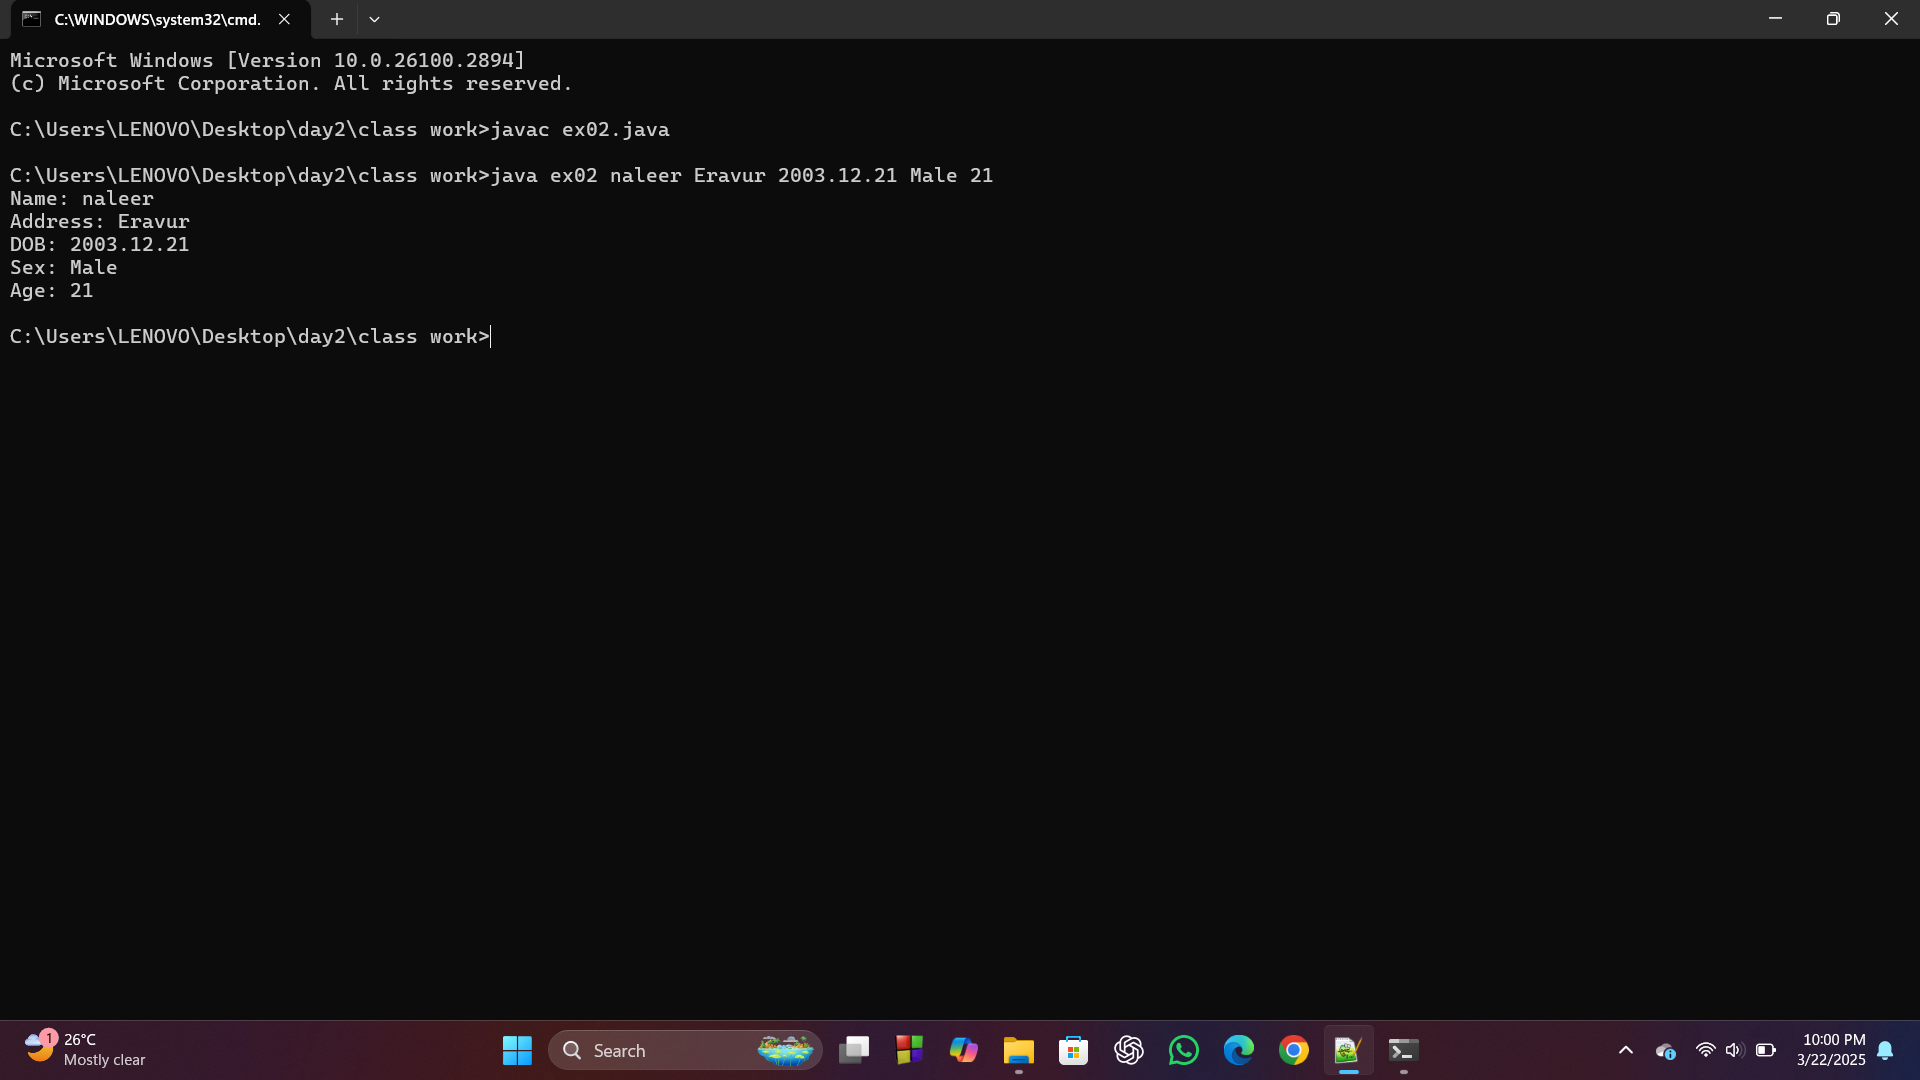 C:\WINDOWS\system32\cmd.
Microsoft Windows [Version 10.0.26100.2894]
(c) Microsoft Corporation. All rights reserved.
C:\Users\LENOVO\Desktop\day2\class work>javac ex02.java
C:\Users\LENOVO\Desktop\day2\class work>java ex02 naleer Eravur 2003.12.21 Male 21
Name: naleer
Address: Eravur
DOB: 2003.12.21
Sex: Male
Age: 21
C:\Users\LENOVO\Desktop\day2\class work>
1
26°C
Mostly clear
Search
10:00 PM
3/22/2025